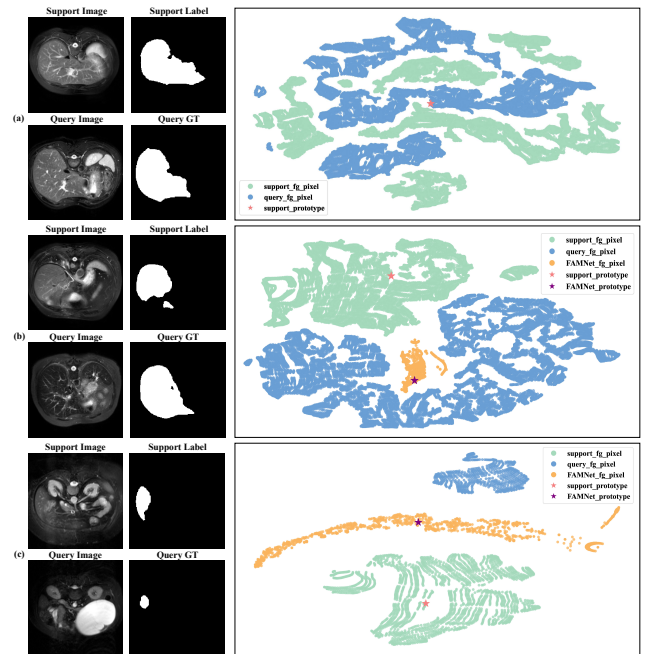 Support Image Support Label
(a)
Query Image Query GT
support_fg_pixel
query_fg_pixel
support_prototype
Support Image Support Label
(b)
Query Image Query GT
support_fg_pixel
query_fg_pixel
FAMNet_fg_pixel
support_prototype
FAMNet_prototype
Support Image Support Label
(c)
Query Image Query GT
support_fg_pixel
query_fg_pixel
FAMNet_fg_pixel
support_prototype
FAMNet_prototype